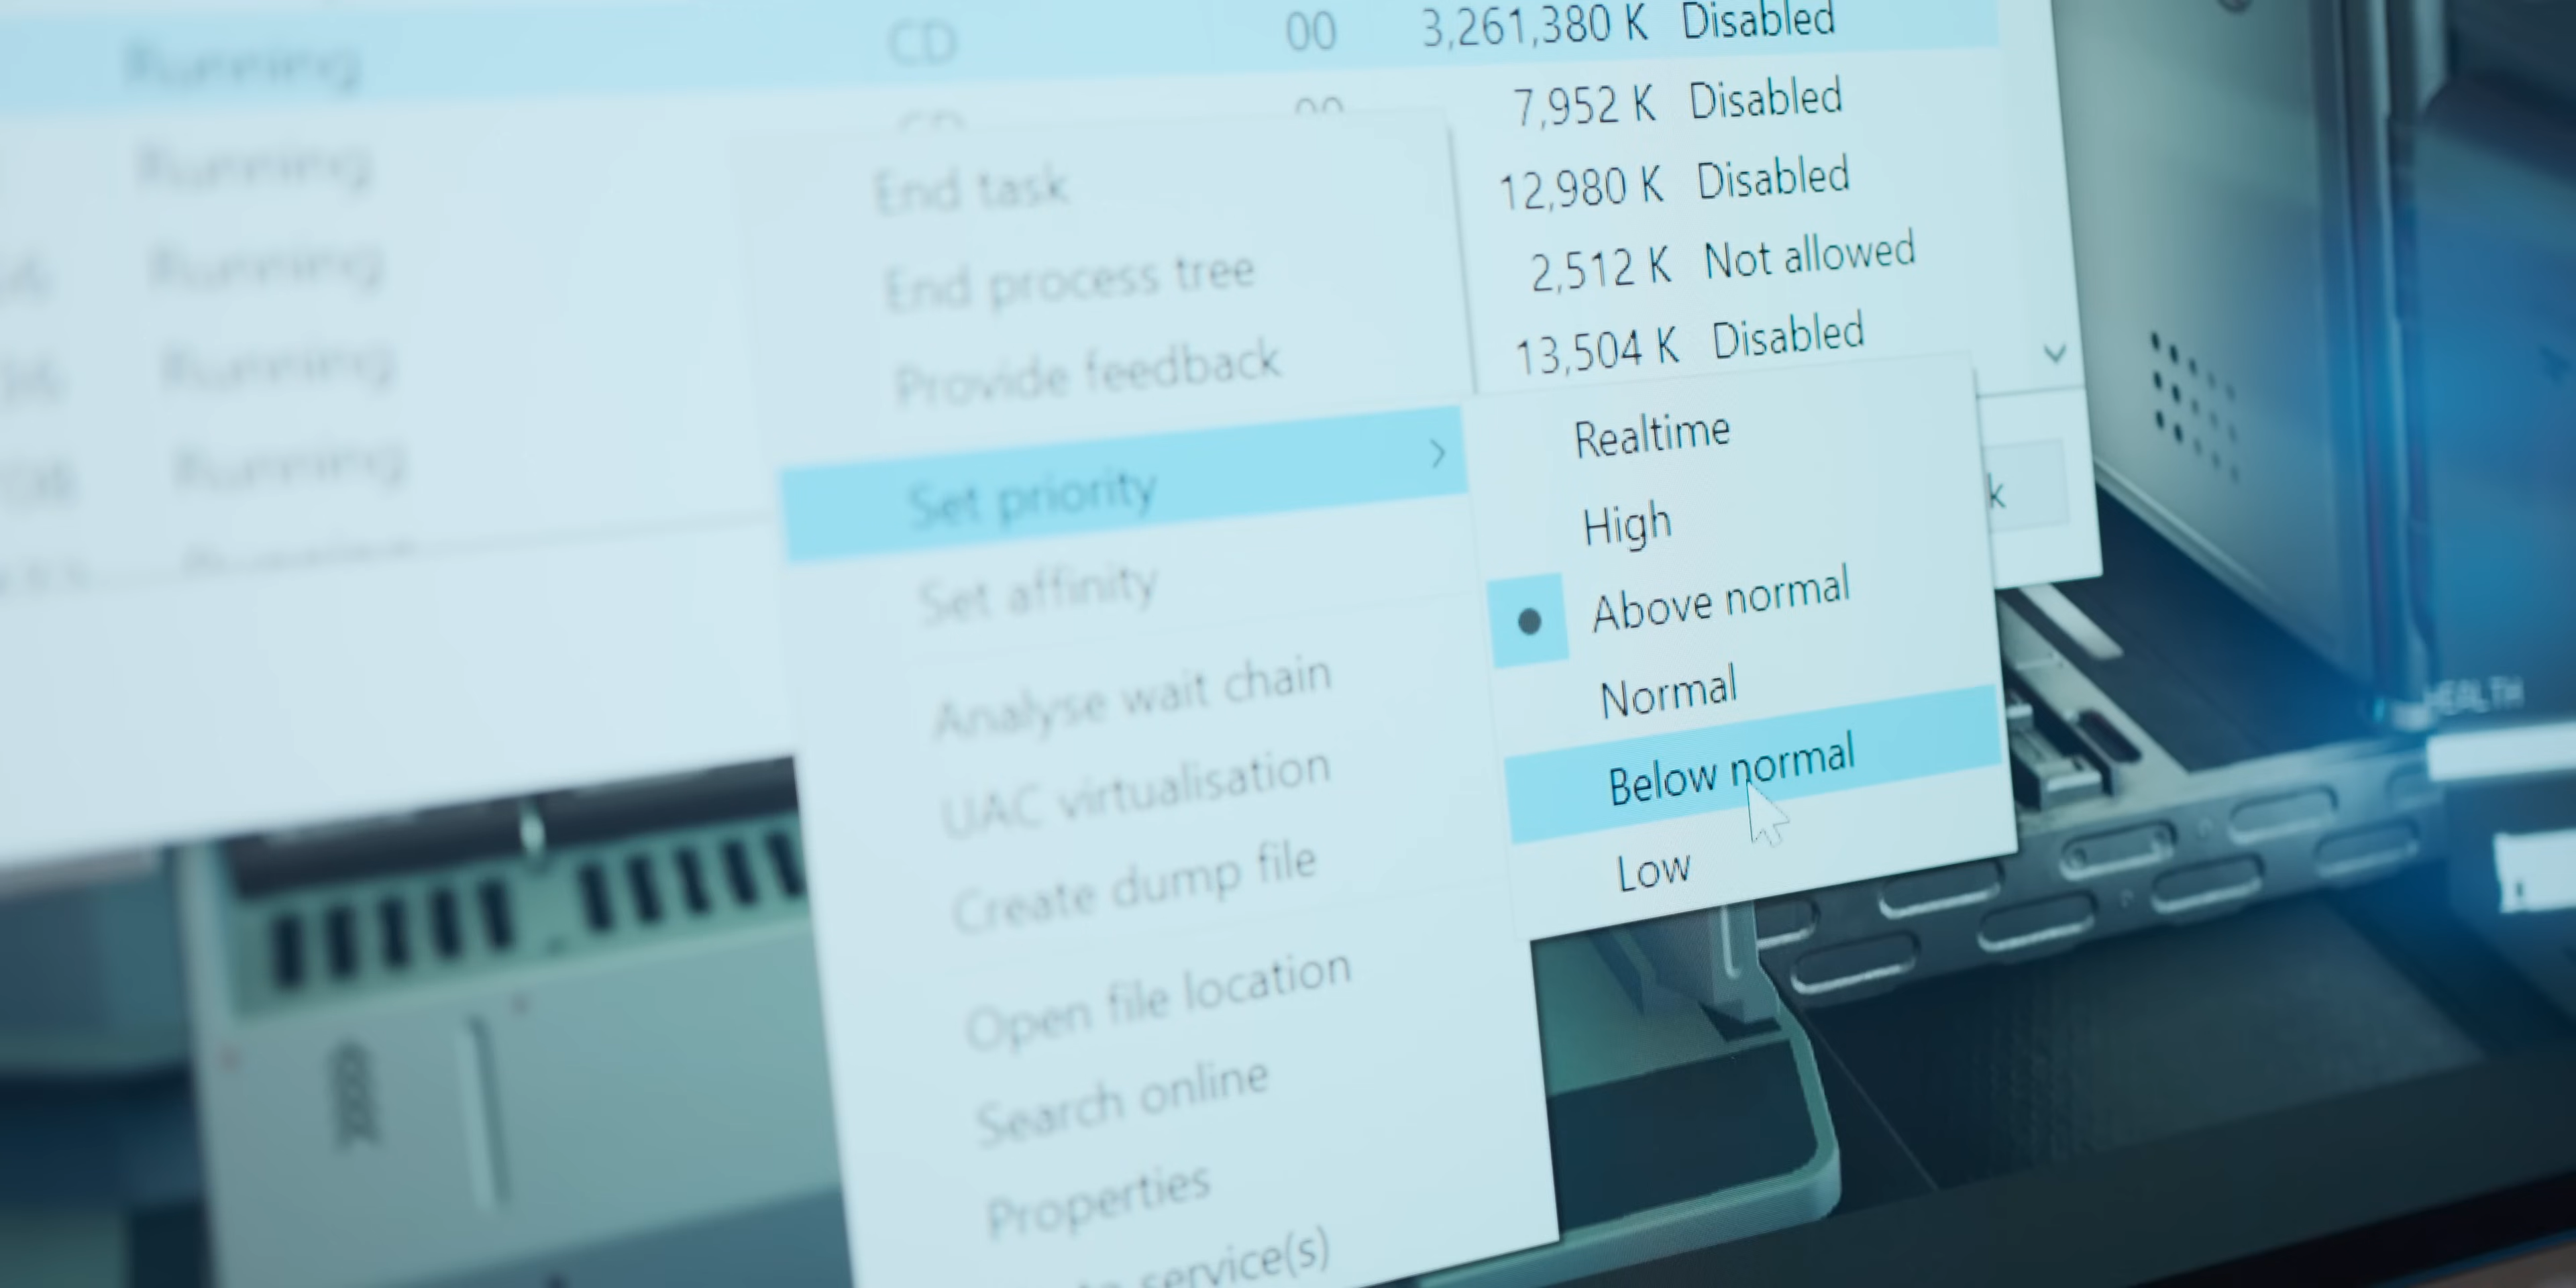 Running CD 00 3,261,380 K Disabled
Running 7,952 K Disabled
Running 12,980 K Disabled
Running 2,512 K Not allowed
Running 13,504 K Disabled
End task
End process tree
Provide feedback
Set priority
Set affinity
Analyse wait chain
UAC virtualisation
Create dump file
Open file location
Search online
Properties
service(s)
Realtime
High
Above normal
Normal
Below normal
Low
k
HEALTH